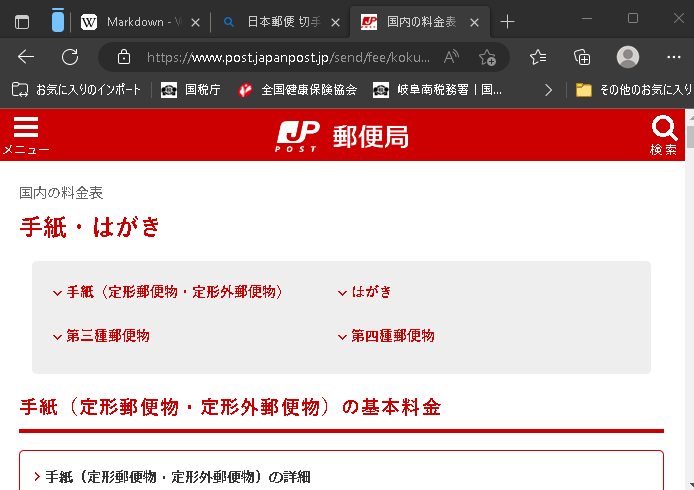 Markdown - W
日本郵便 切手
国内の料金表
https://www.post.japanpost.jp/send/fee/koku...
お気に入りのインポート
国税庁
全国健康保険協会
岐阜南税務署｜国...
その他のお気に入り
メニュー
JP POST 郵便局
検索
国内の料金表
手紙・はがき
手紙（定形郵便物・定形外郵便物）
はがき
第三種郵便物
第四種郵便物
手紙（定形郵便物・定形外郵便物）の基本料金
手紙（定形郵便物・定形外郵便物）の詳細